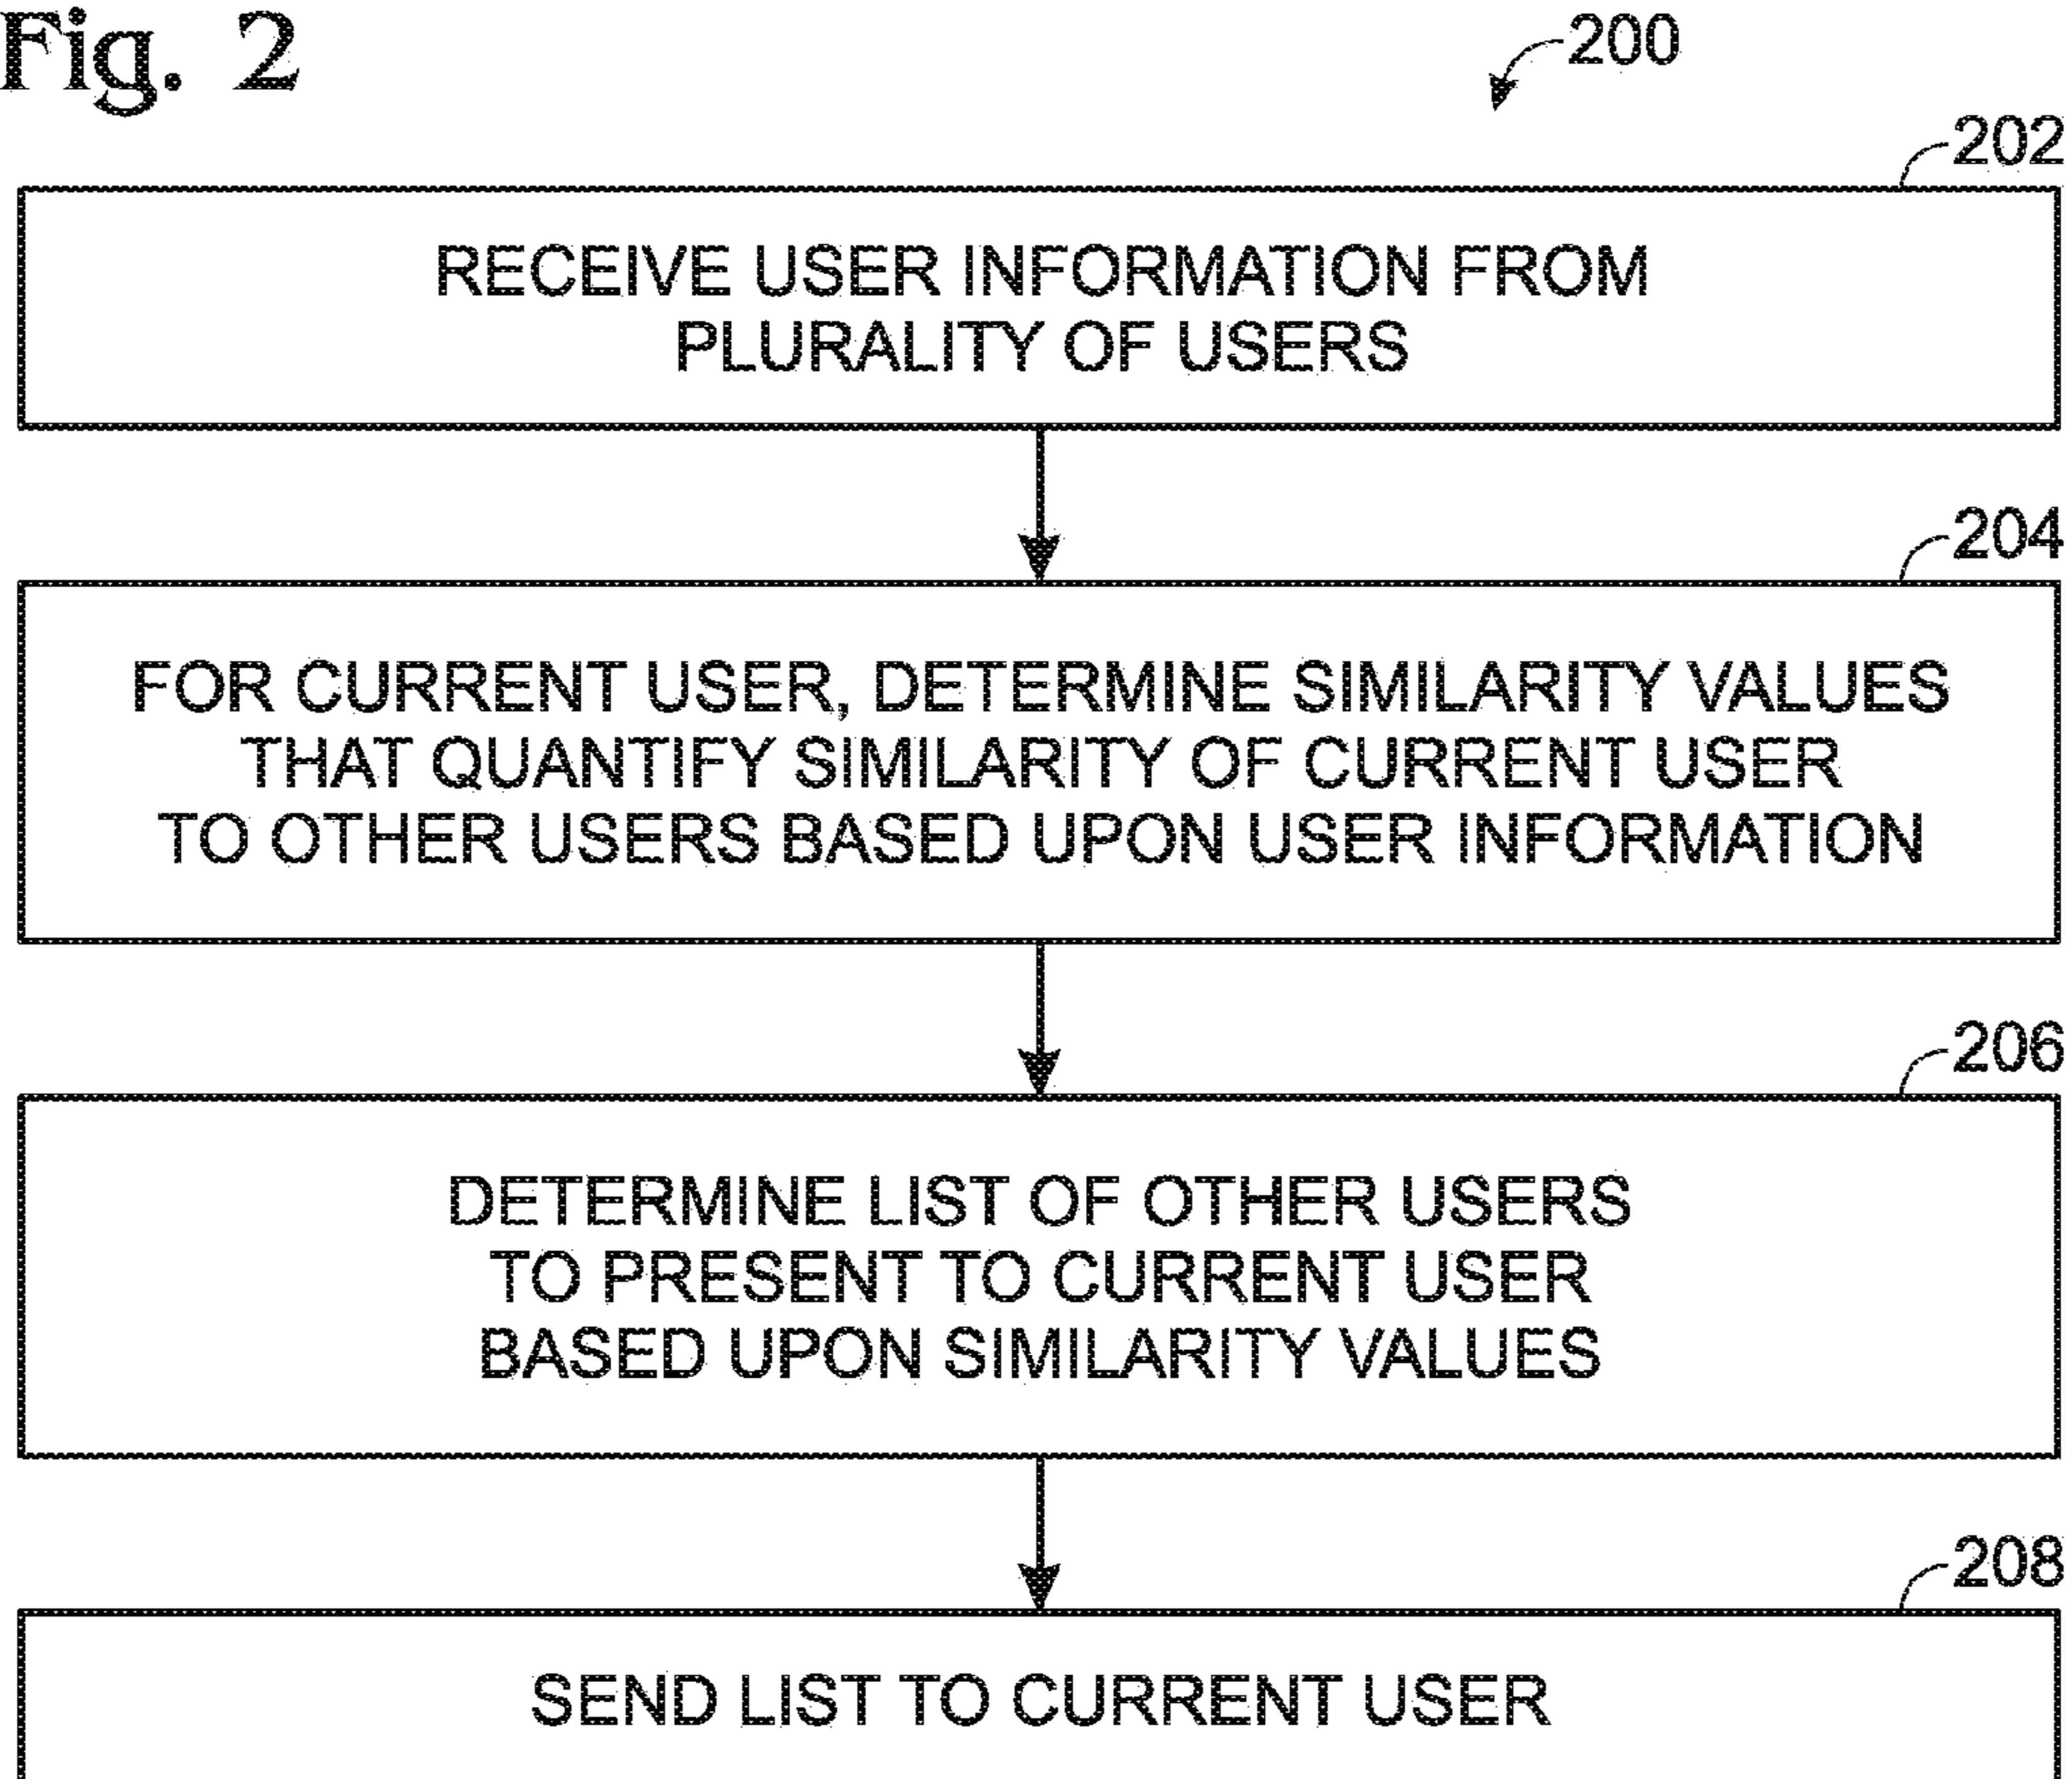 Fig. 2
200
202
RECEIVE USER INFORMATION FROM
PLURALITY OF USERS
204
FOR CURRENT USER, DETERMINE SIMILARITY VALUES
THAT QUANTIFY SIMILARITY OF CURRENT USER
TO OTHER USERS BASED UPON USER INFORMATION
206
DETERMINE LIST OF OTHER USERS
TO PRESENT TO CURRENT USER
BASED UPON SIMILARITY VALUES
208
SEND LIST TO CURRENT USER